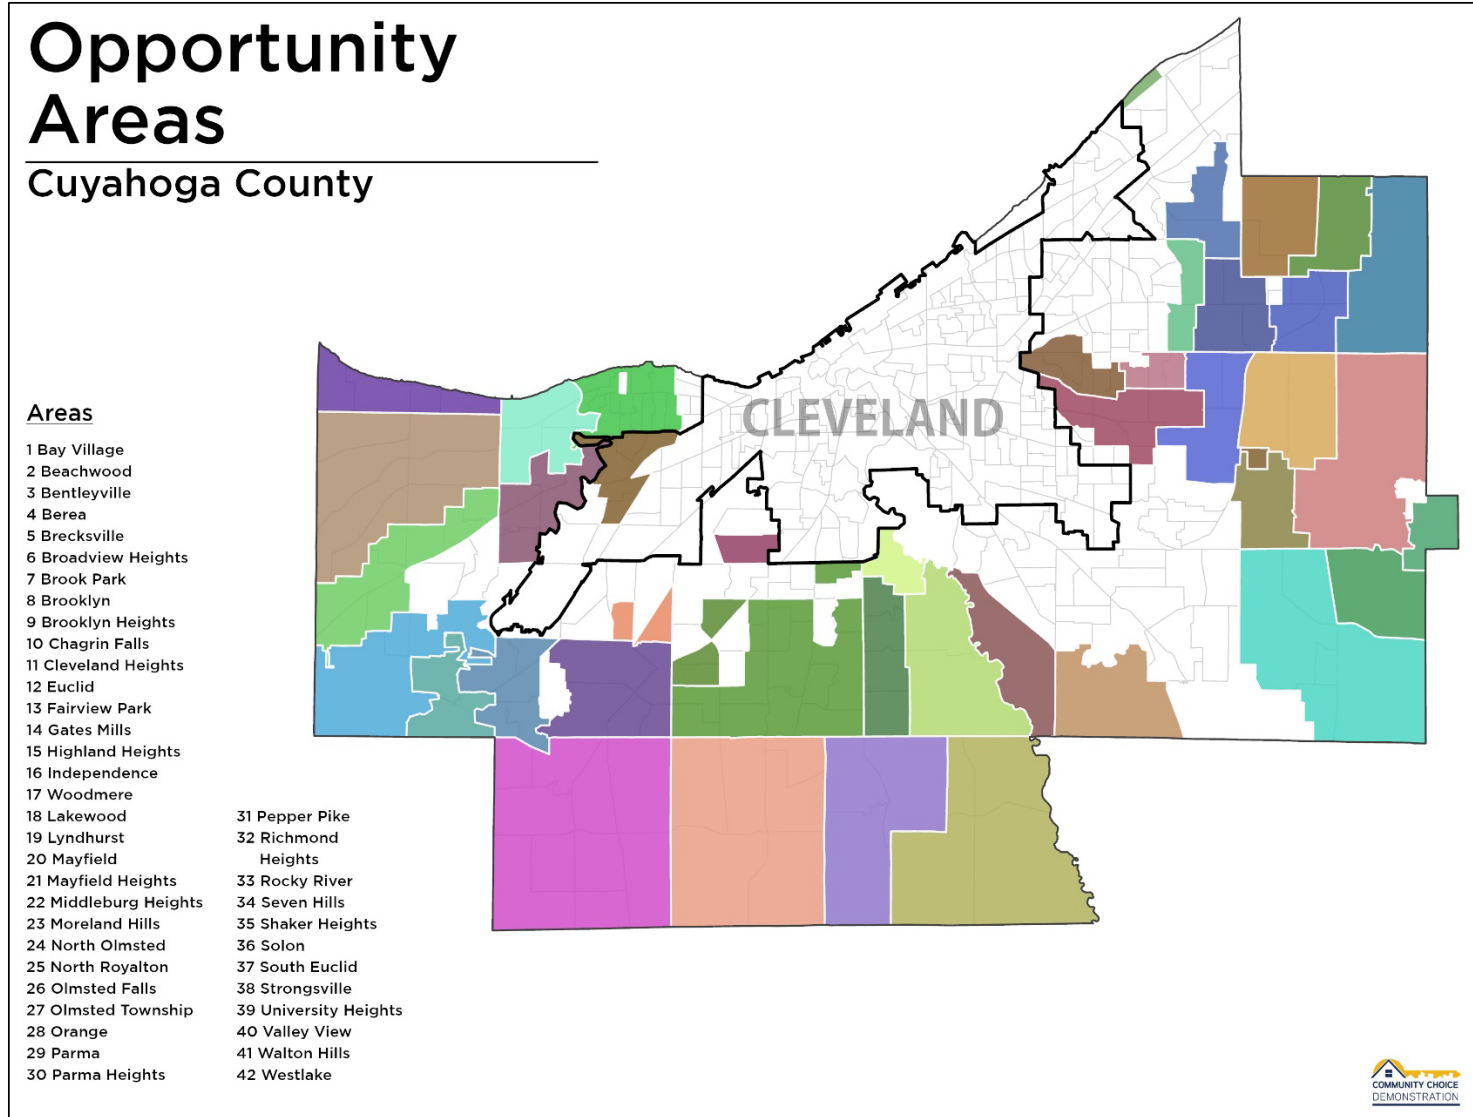 Opportunity
Areas
Cuyahoga County
CLEVELAND
Areas
1 Bay Village
2 Beachwood
3 Bentleyville
4 Berea
5 Brecksville
6 Broadview Heights
7 Brook Park
8 Brooklyn
9 Brooklyn Heights
10 Chagrin Falls
11 Cleveland Heights
12 Euclid
13 Fairview Park
14 Gates Mills
15 Highland Heights
16 Independence
17 Woodmere
18 Lakewood
19 Lyndhurst
20 Mayfield
21 Mayfield Heights
22 Middleburg Heights
23 Moreland Hills
24 North Olmsted
25 North Royalton
26 Olmsted Falls
27 Olmsted Township
28 Orange
29 Parma
30 Parma Heights
31 Pepper Pike
32 Richmond
Heights
33 Rocky River
34 Seven Hills
35 Shaker Heights
36 Solon
37 South Euclid
38 Strongsville
39 University Heights
40 Valley View
41 Walton Hills
42 Westlake
COMMUNITY CHOICE
DEMONSTRATION